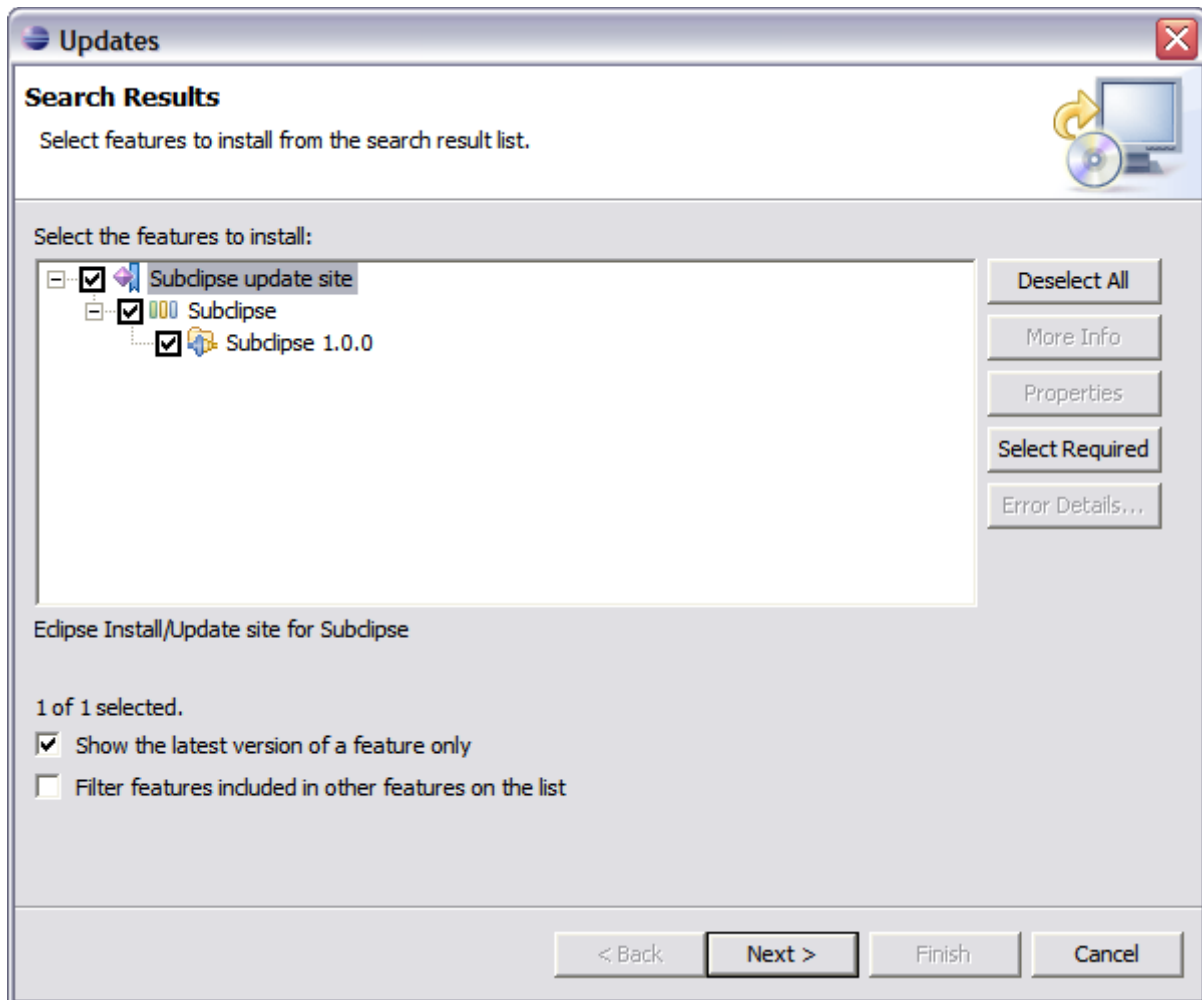 Updates
Search Results
Select features to install from the search result list.
Select the features to install:
Subclipse update site
Subclipse
Subclipse 1.0.0
Deselect All
More Info
Properties
Select Required
Error Details...
Eclipse Install/Update site for Subclipse
1 of 1 selected.
Show the latest version of a feature only
Filter features included in other features on the list
< Back
Next >
Finish
Cancel